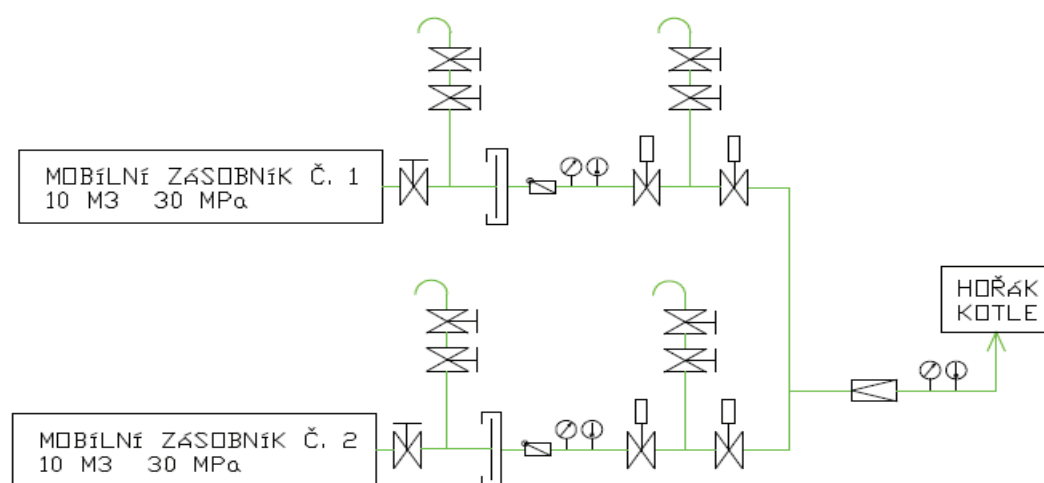 MOBÍLNÍ ZÁSOBNÍK Č. 1
10 M3 30 MPa
HOŘÁK
KOTLE
MOBÍLNÍ ZÁSOBNÍK Č. 2
10 M3 30 MPa